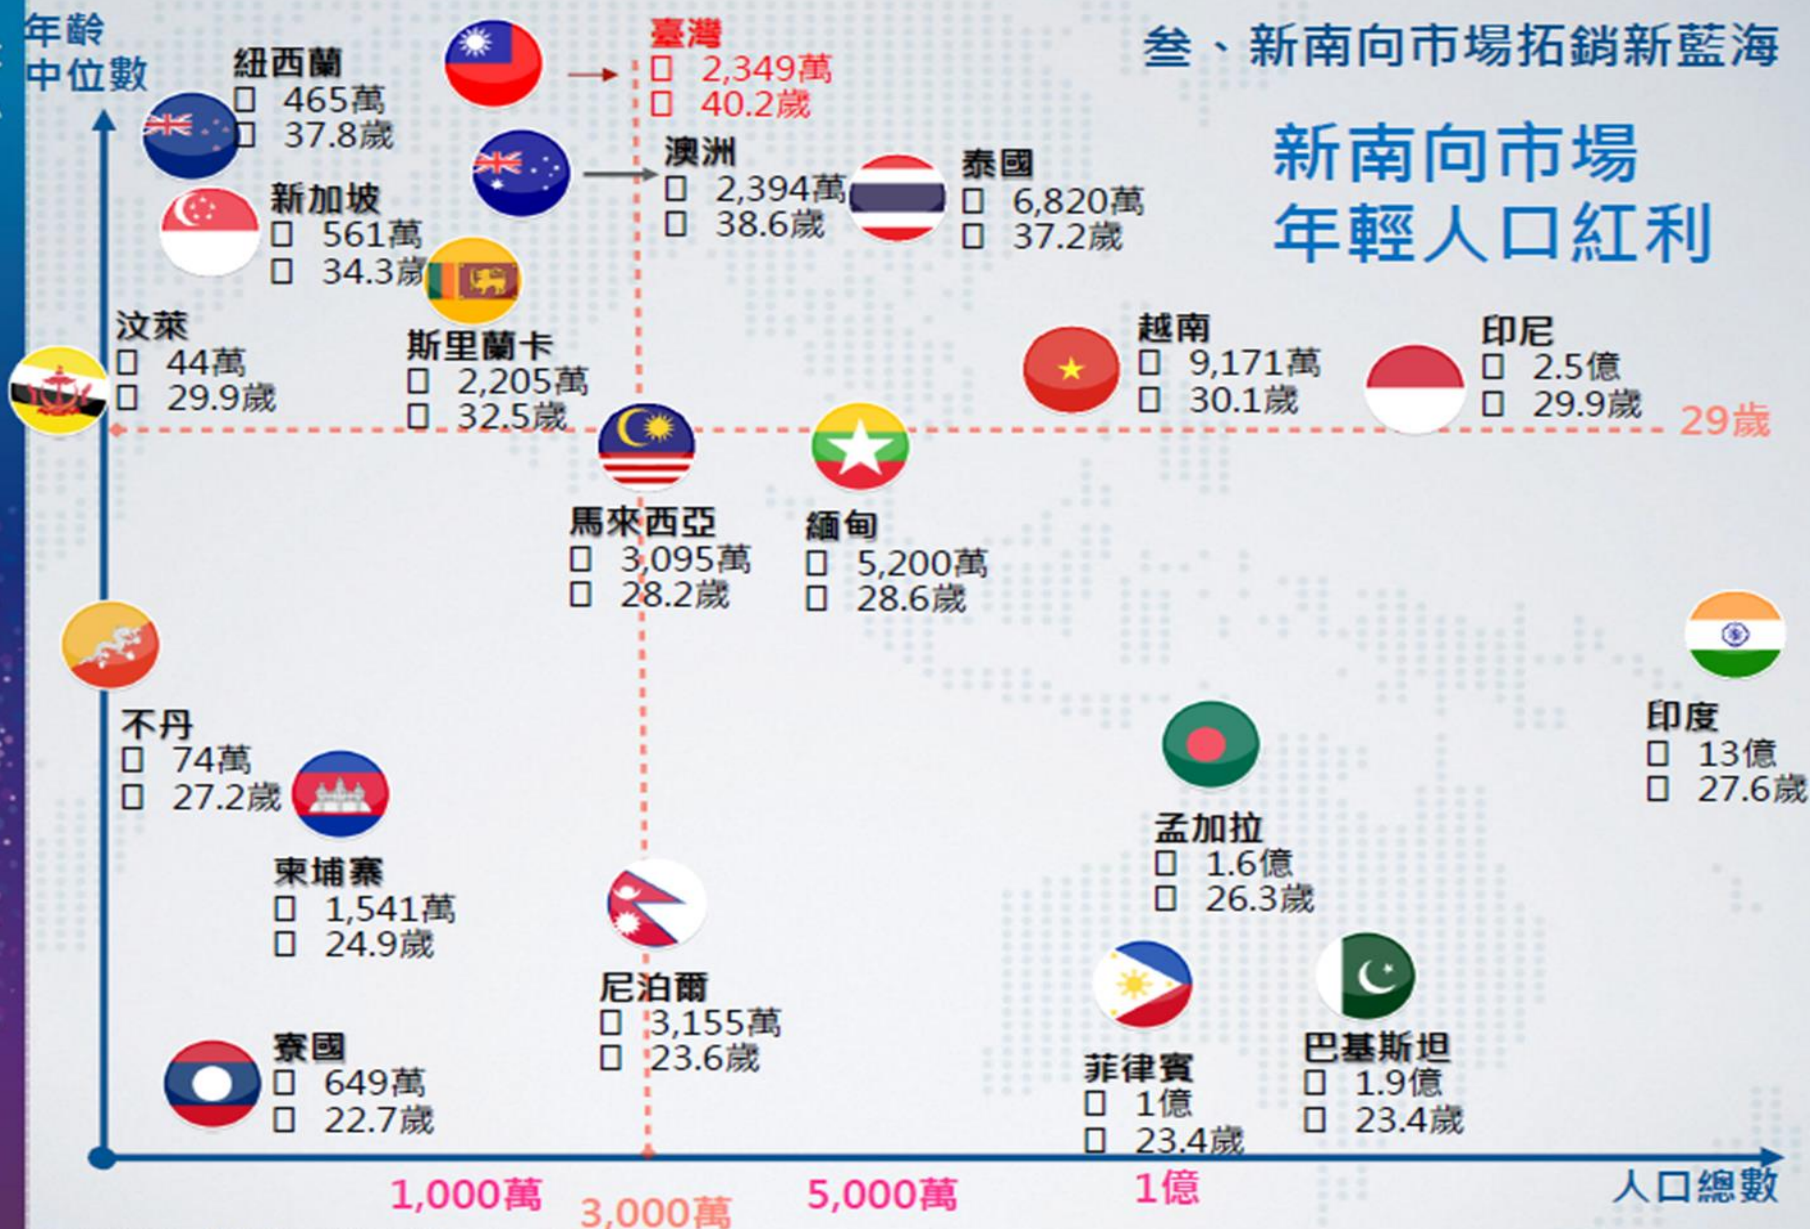 年齡
中位數
叁、新南向市場拓銷新藍海
新南向市場
年輕人口紅利
紐西蘭
465萬
37.8歲
臺灣
2,349萬
40.2歲
澳洲
2,394萬
38.6歲
泰國
6,820萬
37.2歲
新加坡
561萬
34.3歲
汶萊
44萬
29.9歲
斯里蘭卡
2,205萬
32.5歲
越南
9,171萬
30.1歲
印尼
2.5億
29.9歲
29歲
馬來西亞
3,095萬
28.2歲
緬甸
5,200萬
28.6歲
不丹
74萬
27.2歲
印度
13億
27.6歲
柬埔寨
1,541萬
24.9歲
孟加拉
1.6億
26.3歲
尼泊爾
3,155萬
23.6歲
寮國
649萬
22.7歲
菲律賓
1億
23.4歲
巴基斯坦
1.9億
23.4歲
1,000萬
3,000萬
5,000萬
1億
人口總數